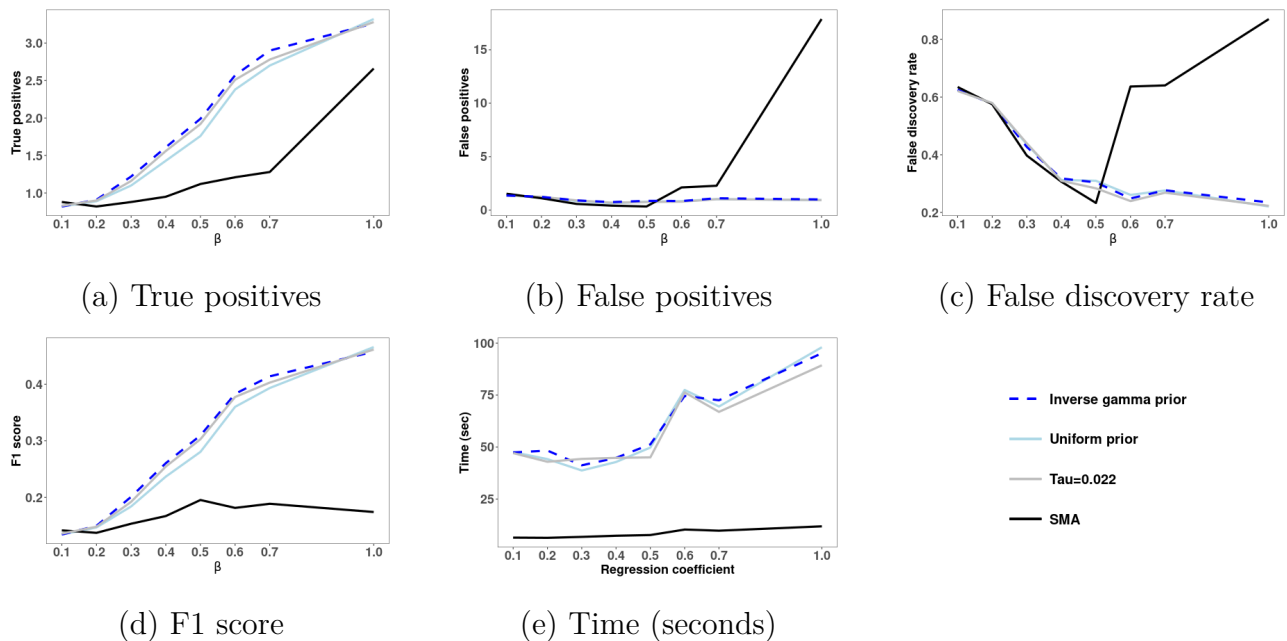 True positives
3.0
2.5
2.0
1.5
1.0
0.1 0.2 0.3 0.4 0.5 0.6 0.7 1.0
β
(a) True positives
False positives
15
10
5
0
0.1 0.2 0.3 0.4 0.5 0.6 0.7 1.0
β
(b) False positives
False discovery rate
0.8
0.6
0.4
0.2
0.1 0.2 0.3 0.4 0.5 0.6 0.7 1.0
β
(c) False discovery rate
F1 score
0.4
0.3
0.2
0.1 0.2 0.3 0.4 0.5 0.6 0.7 1.0
β
(d) F1 score
Time (sec)
100
75
50
25
0.1 0.2 0.3 0.4 0.5 0.6 0.7 1.0
Regression coefficient
(e) Time (seconds)
Inverse gamma prior
Uniform prior
Tau=0.022
SMA